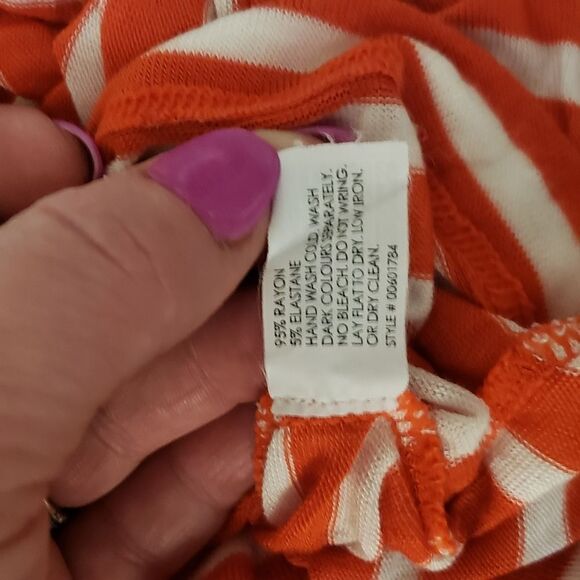 95% RAYON
5% ELASTANE
HAND WASH COLD. WASH
DARK COLOURS SEPARATELY.
NO BLEACH. DO NOT WRING.
LAY FLAT TO DRY. LOW IRON.
OR DRY CLEAN.
STYLE # 00601784